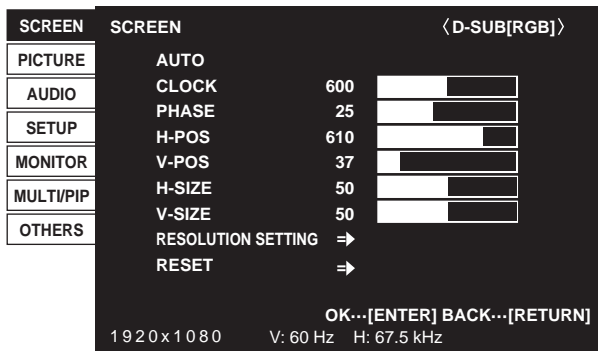 SCREEN
PICTURE
AUDIO
SETUP
MONITOR
MULTI/PIP
OTHERS
SCREEN 〈D-SUB[RGB]〉
AUTO
CLOCK 600
PHASE 25
H-POS 610
V-POS 37
H-SIZE 50
V-SIZE 50
RESOLUTION SETTING
RESET
OK···[ENTER] BACK···[RETURN]
1920x1080 V: 60 Hz H: 67.5 kHz